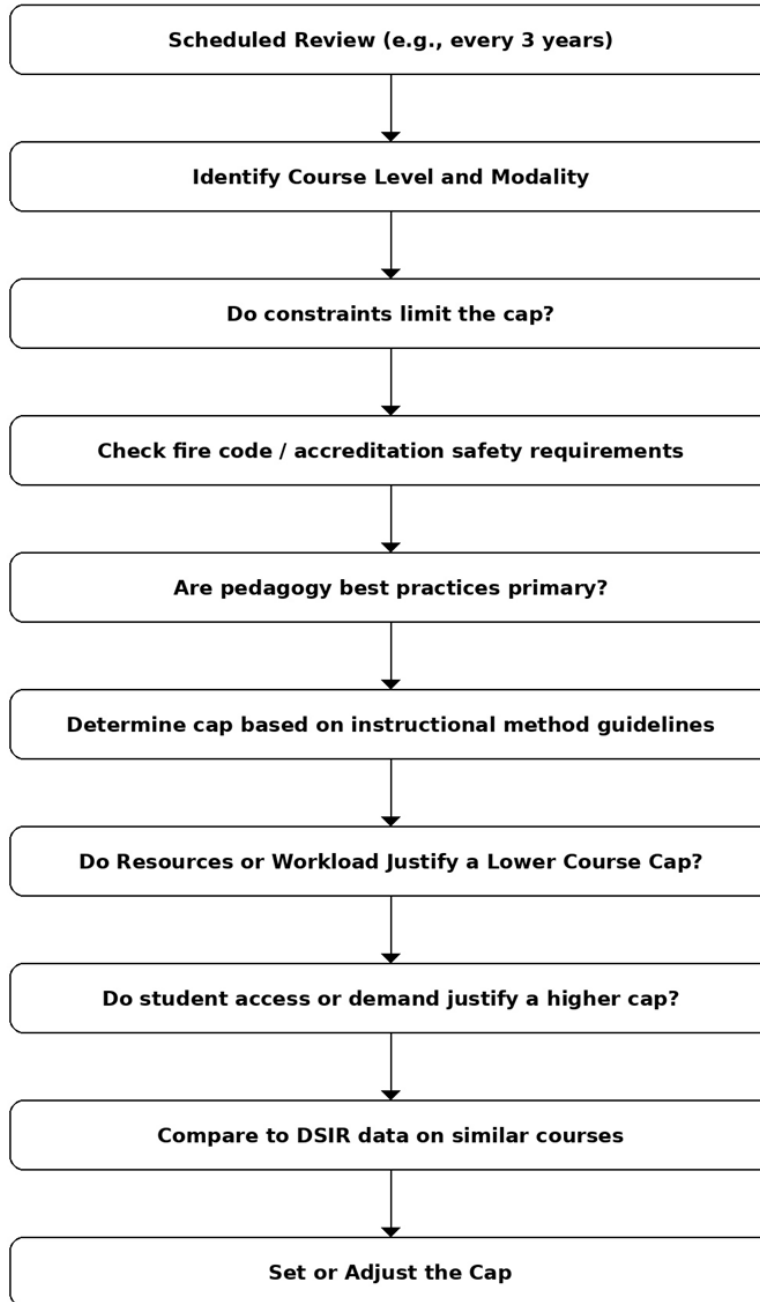 Scheduled Review (e.g., every 3 years)
Identify Course Level and Modality
Do constraints limit the cap?
Check fire code / accreditation safety requirements
Are pedagogy best practices primary?
Determine cap based on instructional method guidelines
Do Resources or Workload Justify a Lower Course Cap?
Do student access or demand justify a higher cap?
Compare to DSIR data on similar courses
Set or Adjust the Cap